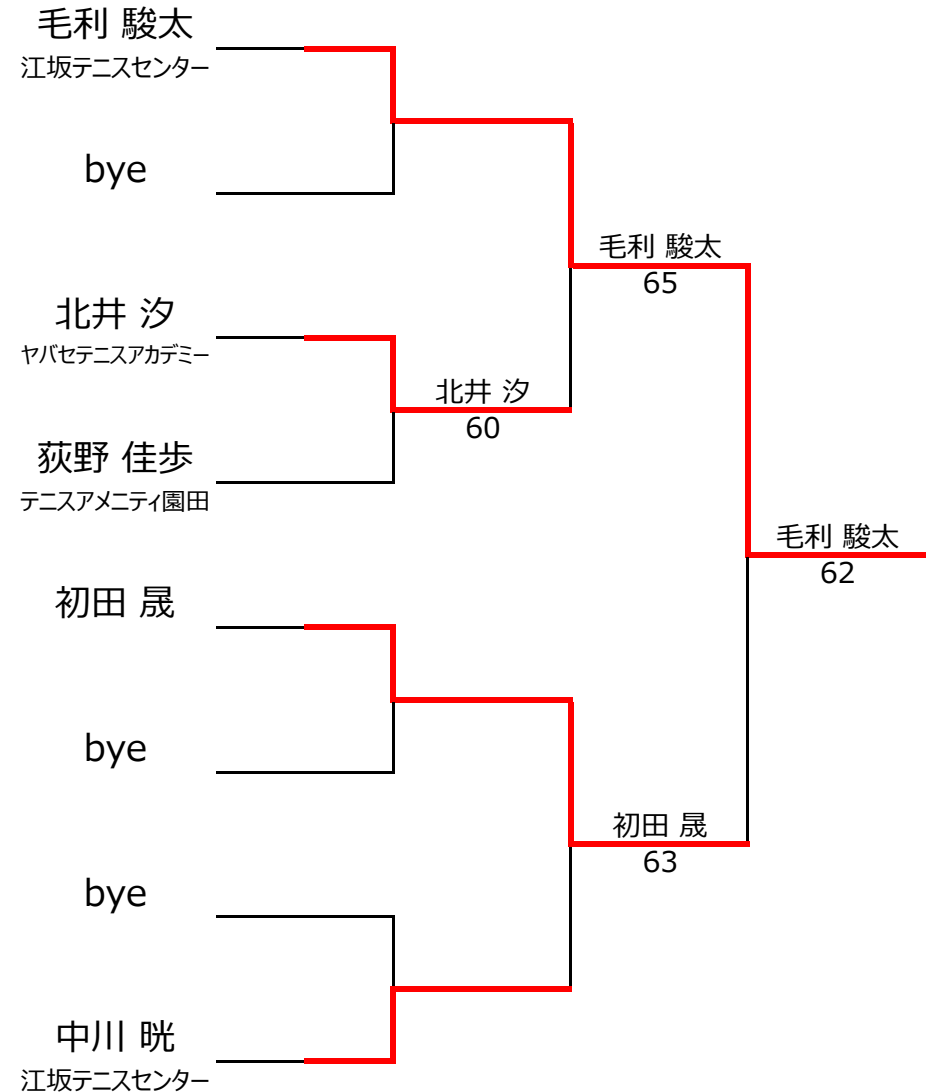 毛利 駿太
江坂テニスセンター
bye
北井 汐
ヤバセテニスアカデミー
荻野 佳歩
テニスアメニティ園田
初田 晟
bye
bye
中川 晄
江坂テニスセンター
北井 汐
60
毛利 駿太
65
初田 晟
63
毛利 駿太
62